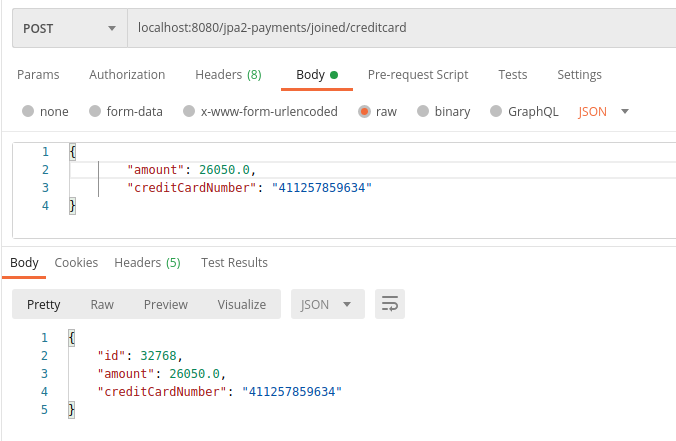 POST localhost:8080/jpa2-payments/joined/creditcard
Params Authorization Headers (8) Body Pre-request Script Tests Settings
none form-data x-www-form-urlencoded raw binary GraphQL JSON
1 {
2 "amount": 26050.0,
3 "creditCardNumber": "411257859634"
4 }
Body Cookies Headers (5) Test Results
Pretty Raw Preview Visualize JSON
1 {
2 "id": 32768,
3 "amount": 26050.0,
4 "creditCardNumber": "411257859634"
5 }